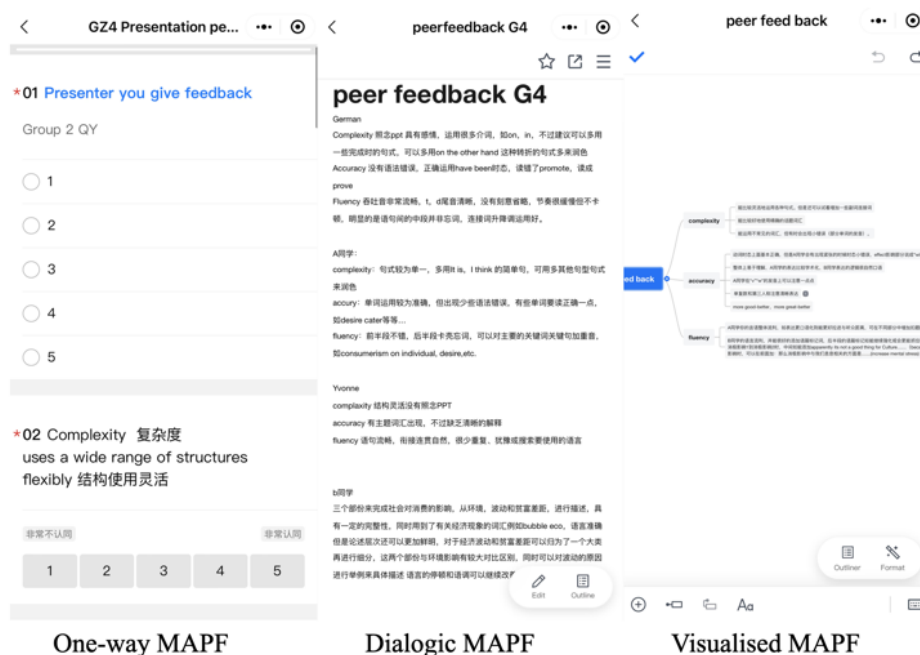 GZ4 Presentation pe...
*01 Presenter you give feedback
Group 2 QY
1
2
3
4
5
*02 Complexity 复杂度
uses a wide range of structures
flexibly 结构使用灵活
非常不认同
非常认同
1
2
3
4
5
One-way MAPF
peerfeedback G4
peer feedback G4
German
Complexity 照念ppt 具有感情，运用很多介词，如on，in，不过建议可以多用
一些完成时的句式，可以多用on the other hand 这种转折的句式多来润色
Accuracy 没有语法错误，正确运用have been时态，读错了promote，读成
prove
Fluency 吞吐音非常流畅，t，d尾音清晰，没有刻意省略，节奏很缓慢但不卡
顿，明显的是语句间的中段并非忘词，连接词升降调运用好。
A同学：
complexity：句式较为单一，多用It is，I think 的简单句，可用多其他句型句式
来润色
accury：单词运用较为准确，但出现少些语法错误，有些单词要读正确一点，
如desire cater等等...
fluency：前半段不错，后半段卡壳忘词，可以对主要的关键词关键句加重音，
如consumerism on individual, desire,etc.
Yvonne
complaxity 结构灵活没有照念PPT
accuracy 有主题词汇出现，不过缺乏清晰的解释
fluency 语句流畅，衔接连贯自然，很少重复、犹豫或搜索要使用的语言
b同学
三个部份来完成社会对消费的影响，从环境，波动和贫富差距，进行描述，具
有一定的完整性，同时用到了有关经济现象的词汇例如bubble eco，语言准确
但是论述层次还可以更加鲜明，对于经济波动和贫富差距可以归为了一个大类
再进行细分，这两个部份与环境影响有较大对比区别，同时可以对波动的原因
进行举例来具体描述 语言的停顿和语调可以继续改
Edit
Outline
Dialogic MAPF
peer feed back
ed back
complexity
accuracy
more good better，more great better
fluency
Outliner
Format
Aa
Visualised MAPF